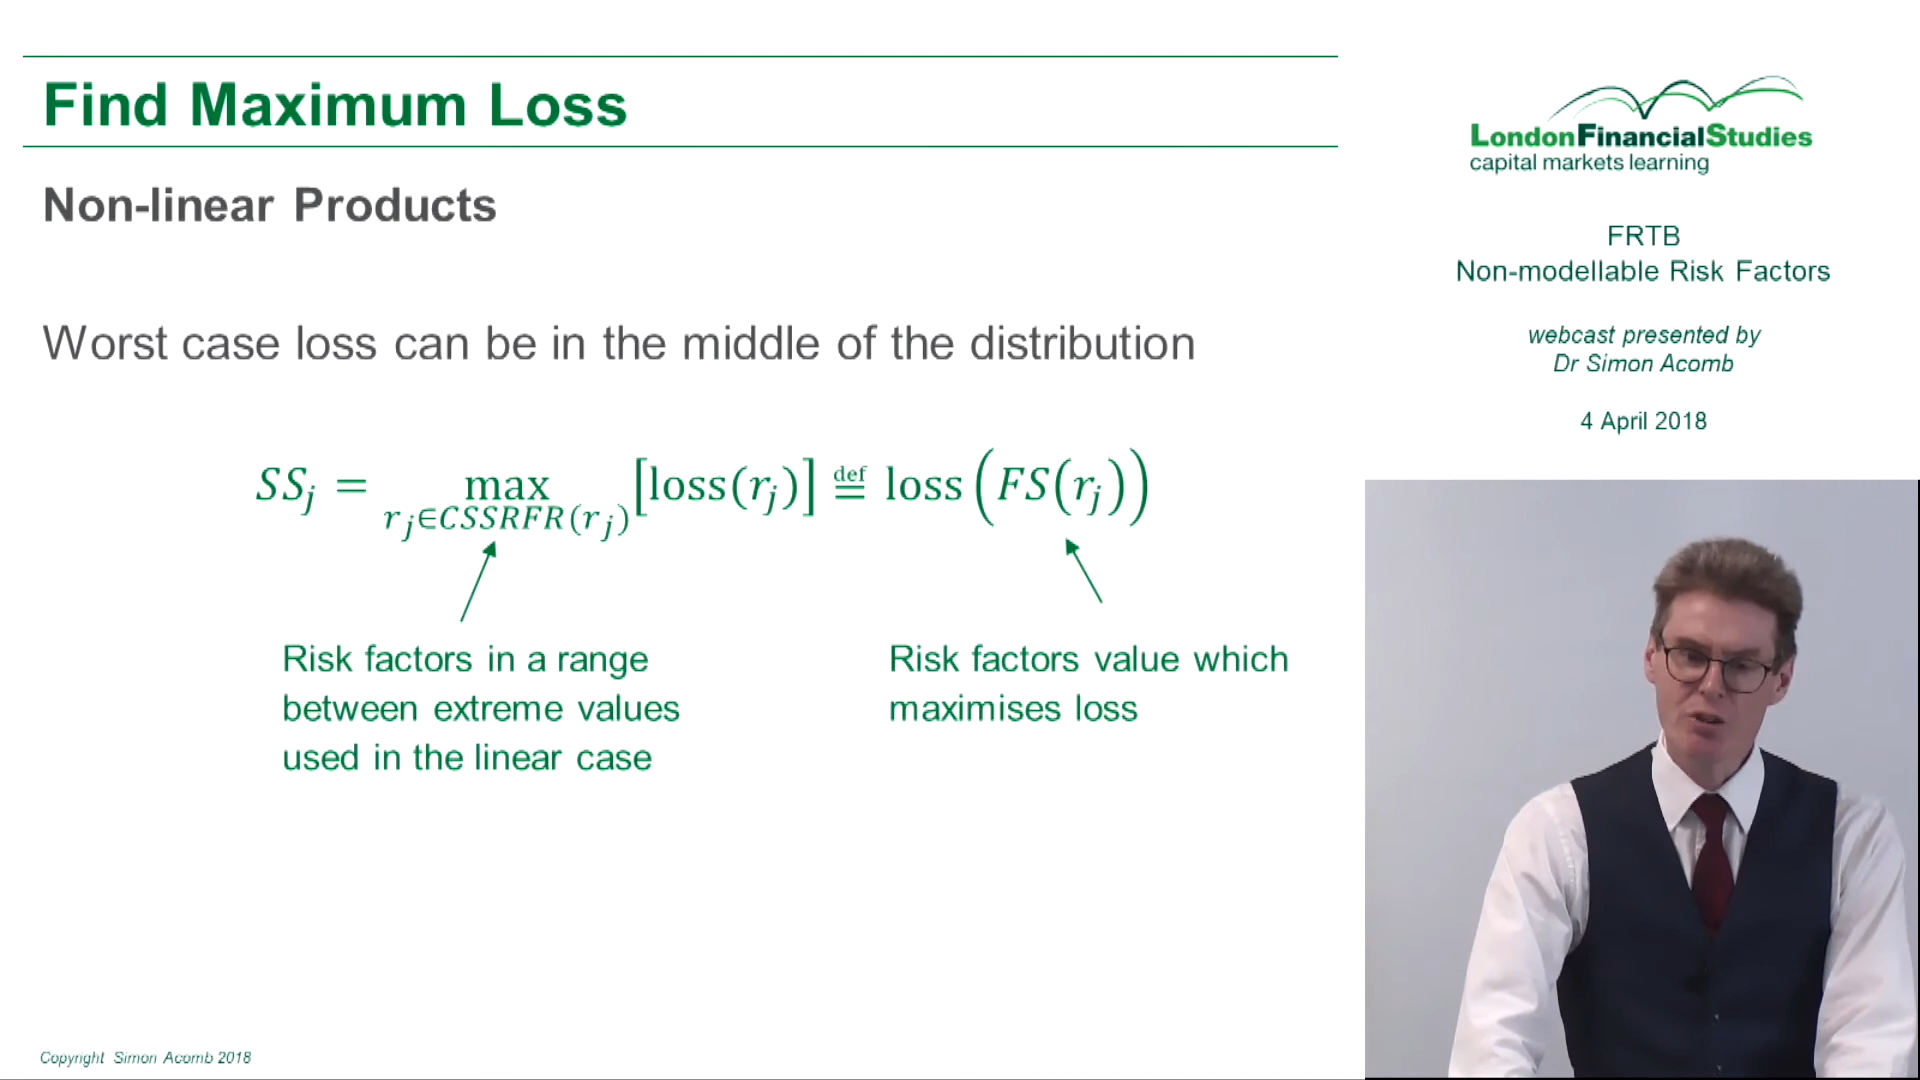 Find Maximum Loss
Non-linear Products
Worst case loss can be in the middle of the distribution
SS_j = max_{r_j∈CSSRFR(r_j)} [loss(r_j)] ≝ loss(FS(r_j))
Risk factors in a range
between extreme values
used in the linear case
Risk factors value which
maximises loss
Copyright Simon Acomb 2018
LondonFinancialStudies
capital markets learning
FRTB
Non-modellable Risk Factors
webcast presented by
Dr Simon Acomb
4 April 2018